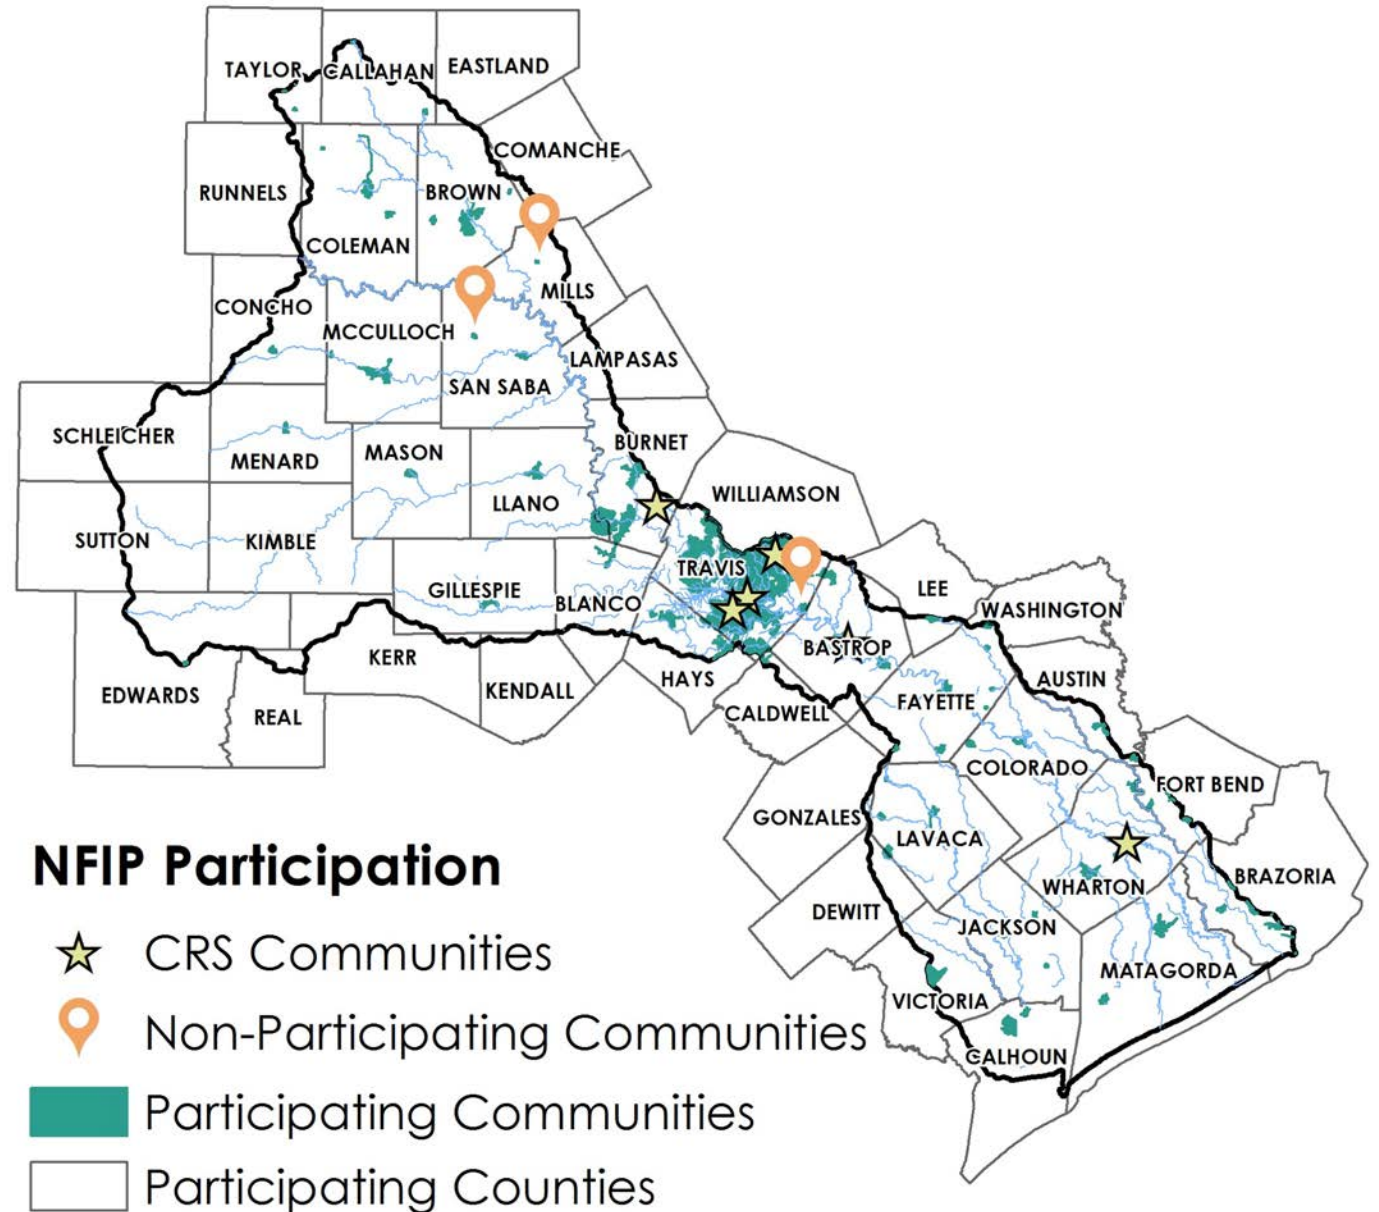 TAYLOR
CALLAHAN
EASTLAND
COMANCHE
RUNNELS
BROWN
COLEMAN
MILLS
CONCHO
MCCULLOCH
LAMPASAS
SAN SABA
SCHLEICHER
BURNET
MASON
MENARD
WILLIAMSON
LLANO
SUTTON
KIMBLE
TRAVIS
LEE
GILLESPIE
BLANCO
WASHINGTON
BASTROP
KERR
HAYS
AUSTIN
KENDALL
EDWARDS
FAYETTE
REAL
CALDWELL
COLORADO
FORT BEND
GONZALES
LAVACA
BRAZORIA
WHARTON
DEWITT
JACKSON
MATAGORDA
VICTORIA
CALHOUN
NFIP Participation
CRS Communities
Non-Participating Communities
Participating Communities
Participating Counties